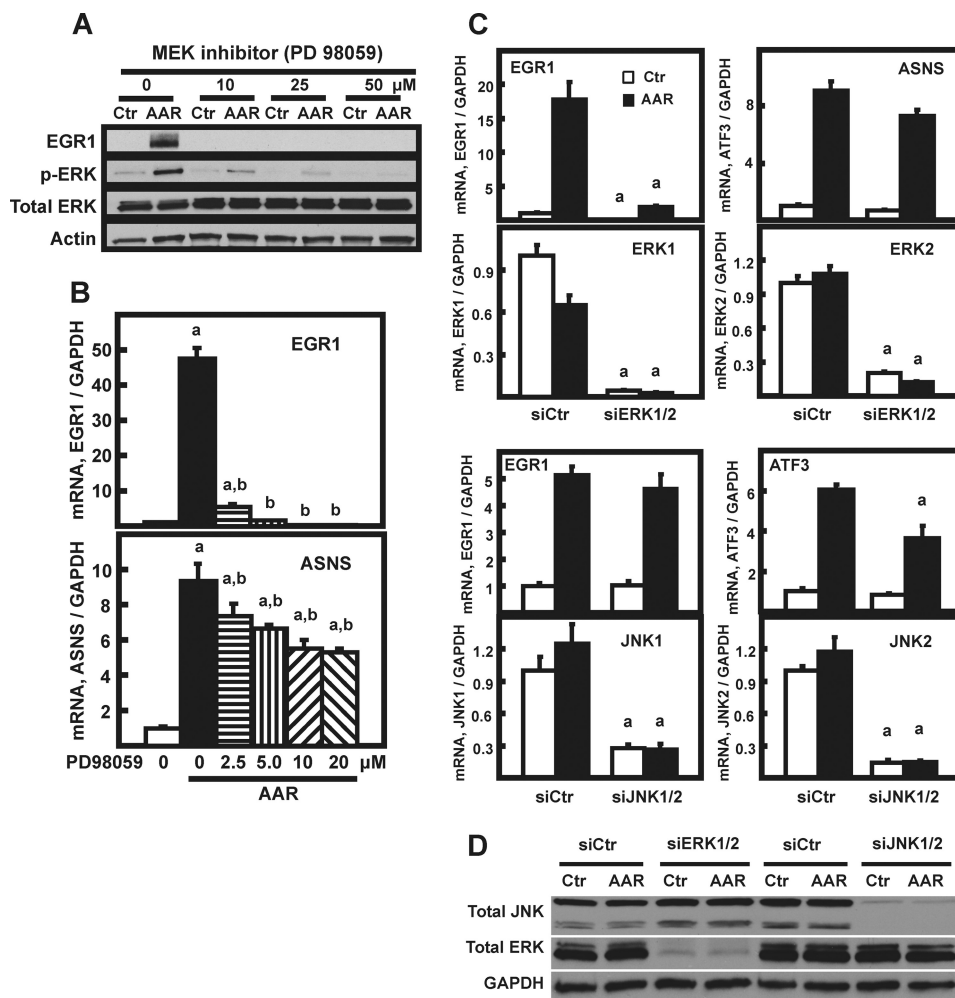 A
MEK inhibitor (PD 98059)
0 10 25 50 µM
Ctr AAR Ctr AAR Ctr AAR Ctr AAR
EGR1
p-ERK
Total ERK
Actin
B
mRNA, EGR1 / GAPDH
50
40
30
20
10
EGR1
a
a,b
b
b
b
mRNA, ASNS / GAPDH
10
8
6
4
2
ASNS
a
a,b
a,b
a,b
a,b
PD98059 0 0 2.5 5.0 10 20 µM
AAR
C
mRNA, EGR1 / GAPDH
20
15
10
5
1
EGR1
Ctr
AAR
a
a
mRNA, ATF3 / GAPDH
8
4
1
ASNS
mRNA, ERK1 / GAPDH
0.9
0.6
0.3
ERK1
a
a
siCtr siERK1/2
mRNA, ERK2 / GAPDH
1.2
0.9
0.6
0.3
ERK2
a
a
siCtr siERK1/2
mRNA, EGR1 / GAPDH
5
4
3
2
1
EGR1
mRNA, ATF3 / GAPDH
6
4
2
1
ATF3
a
mRNA, JNK1 / GAPDH
1.2
0.9
0.6
0.3
JNK1
a
a
siCtr siJNK1/2
mRNA, JNK2 / GAPDH
1.2
0.9
0.6
0.3
JNK2
a
a
siCtr siJNK1/2
D
siCtr siERK1/2 siCtr siJNK1/2
Ctr AAR Ctr AAR Ctr AAR Ctr AAR
Total JNK
Total ERK
GAPDH